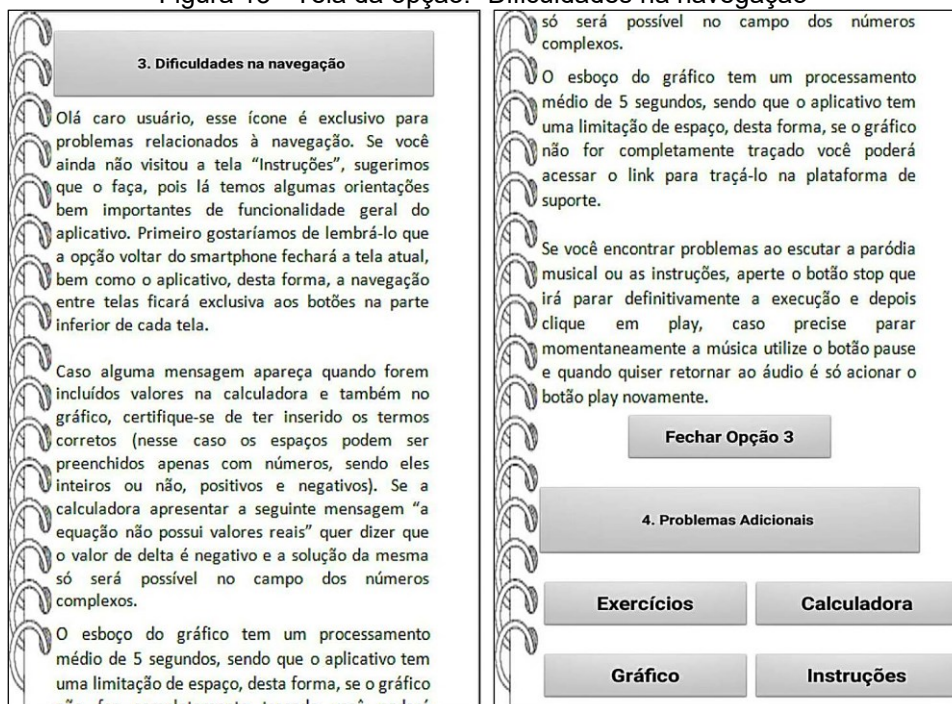 3. Dificuldades na navegação
Olá caro usuário, esse ícone é exclusivo para
problemas relacionados à navegação. Se você
ainda não visitou a tela “Instruções”, sugerimos
que o faça, pois lá temos algumas orientações
bem importantes de funcionalidade geral do
aplicativo. Primeiro gostaríamos de lembrá-lo que
a opção voltar do smartphone fechará a tela atual,
bem como o aplicativo, desta forma, a navegação
entre telas ficará exclusiva aos botões na parte
inferior de cada tela.
Caso alguma mensagem apareça quando forem
incluídos valores na calculadora e também no
gráfico, certifique-se de ter inserido os termos
corretos (nesse caso os espaços podem ser
preenchidos apenas com números, sendo eles
inteiros ou não, positivos e negativos). Se a
calculadora apresentar a seguinte mensagem “a
equação não possui valores reais” quer dizer que
o valor de delta é negativo e a solução da mesma
só será possível no campo dos números
complexos.
O esboço do gráfico tem um processamento
médio de 5 segundos, sendo que o aplicativo tem
uma limitação de espaço, desta forma, se o gráfico
só será possível no campo dos números
complexos.
O esboço do gráfico tem um processamento
médio de 5 segundos, sendo que o aplicativo tem
uma limitação de espaço, desta forma, se o gráfico
não for completamente traçado você poderá
acessar o link para traçá-lo na plataforma de
suporte.
Se você encontrar problemas ao escutar a paródia
musical ou as instruções, aperte o botão stop que
irá parar definitivamente a execução e depois
clique em play, caso precise parar
momentaneamente a música utilize o botão pause
e quando quiser retornar ao áudio é só acionar o
botão play novamente.
Fechar Opção 3
4. Problemas Adicionais
Exercícios
Calculadora
Gráfico
Instruções